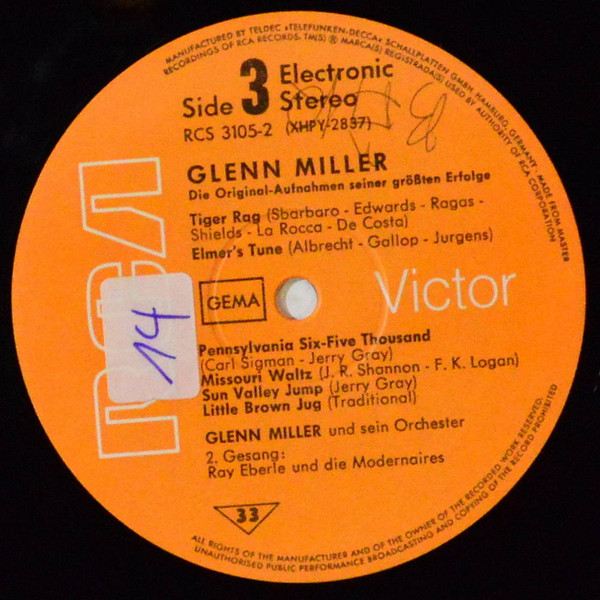 MANUFACTURED BY TELDEC »TELEFUNKEN-DECCA« SCHALLPLATTEN GMBH, HAMBURG, GERMANY · MADE FROM MASTER
RECORDINGS OF RCA RECORDS. TM(S) ® MARCA(S) REGISTRADA(S) USED BY AUTHORITY OF RCA CORPORATION
Side 3
Electronic
Stereo
RCS 3105-2 (XHPY-2837)
GLENN MILLER
Die Original-Aufnahmen seiner größten Erfolge
Tiger Rag (Sbarbaro - Edwards - Ragas -
Shields - La Rocca - De Costa)
Elmer's Tune (Albrecht - Gallop - Jurgens)
RCA
GEMA
Victor
14
Pennsylvania Six-Five Thousand
(Carl Sigman - Jerry Gray)
Missouri Waltz (J. R. Shannon - F. K. Logan)
Sun Valley Jump (Jerry Gray)
Little Brown Jug (Traditional)
GLENN MILLER und sein Orchester
2. Gesang:
Ray Eberle und die Modernaires
33
ALL RIGHTS OF THE MANUFACTURER AND OF THE OWNER OF THE RECORDED WORK RESERVED.
UNAUTHORISED PUBLIC PERFORMANCE BROADCASTING AND COPYING OF THE RECORD PROHIBITED